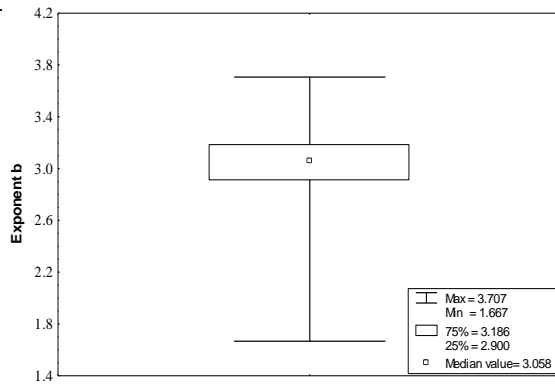 4.2
3.8
3.4
3.0
2.6
2.2
1.8
1.4
Exponent b
Max = 3.707
Min = 1.667
75% = 3.186
25% = 2.900
Median value= 3.058